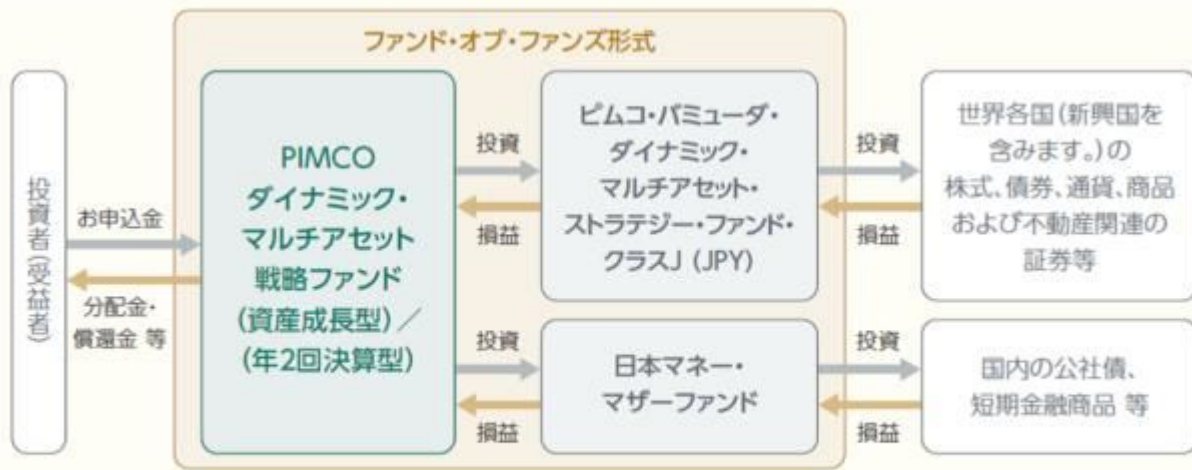 ファンド・オブ・ファンズ形式
投資者(受益者)
お申込金
分配金・
償還金 等
PIMCO
ダイナミック・
マルチアセット
戦略ファンド
(資産成長型)／
(年2回決算型)
投資
損益
投資
損益
ピムコ・バミューダ・
ダイナミック・
マルチアセット・
ストラテジー・ファンド・
クラスJ (JPY)
日本マネー・
マザーファンド
投資
損益
投資
損益
世界各国(新興国を
含みます。)の
株式、債券、通貨、商品
および不動産関連の
証券等
国内の公社債、
短期金融商品 等